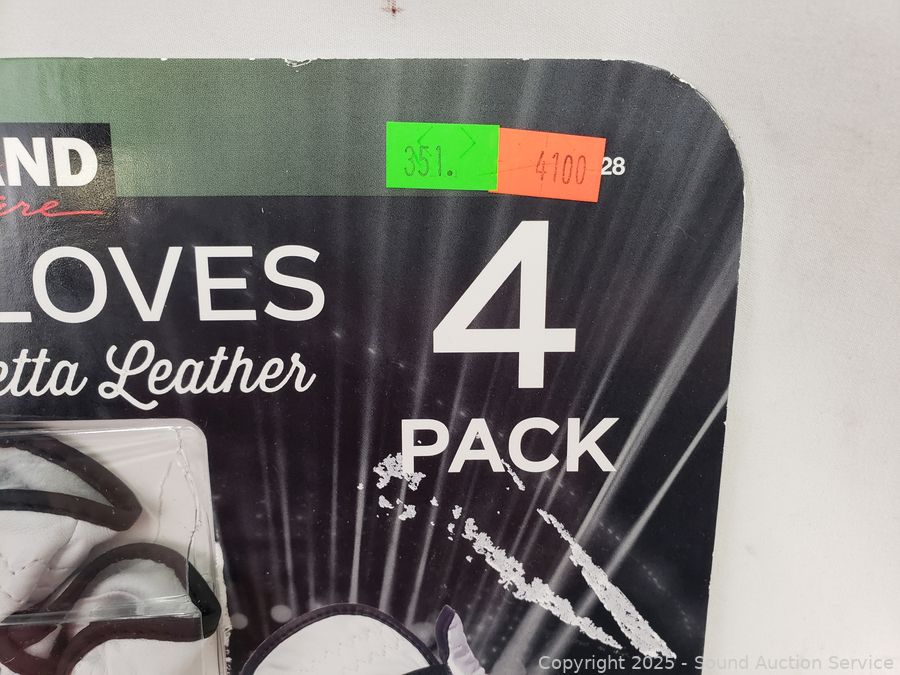 AND
351.
4100
28
LOVES
etta Leather
4
PACK
Copyright 2025 - Sound Auction Service